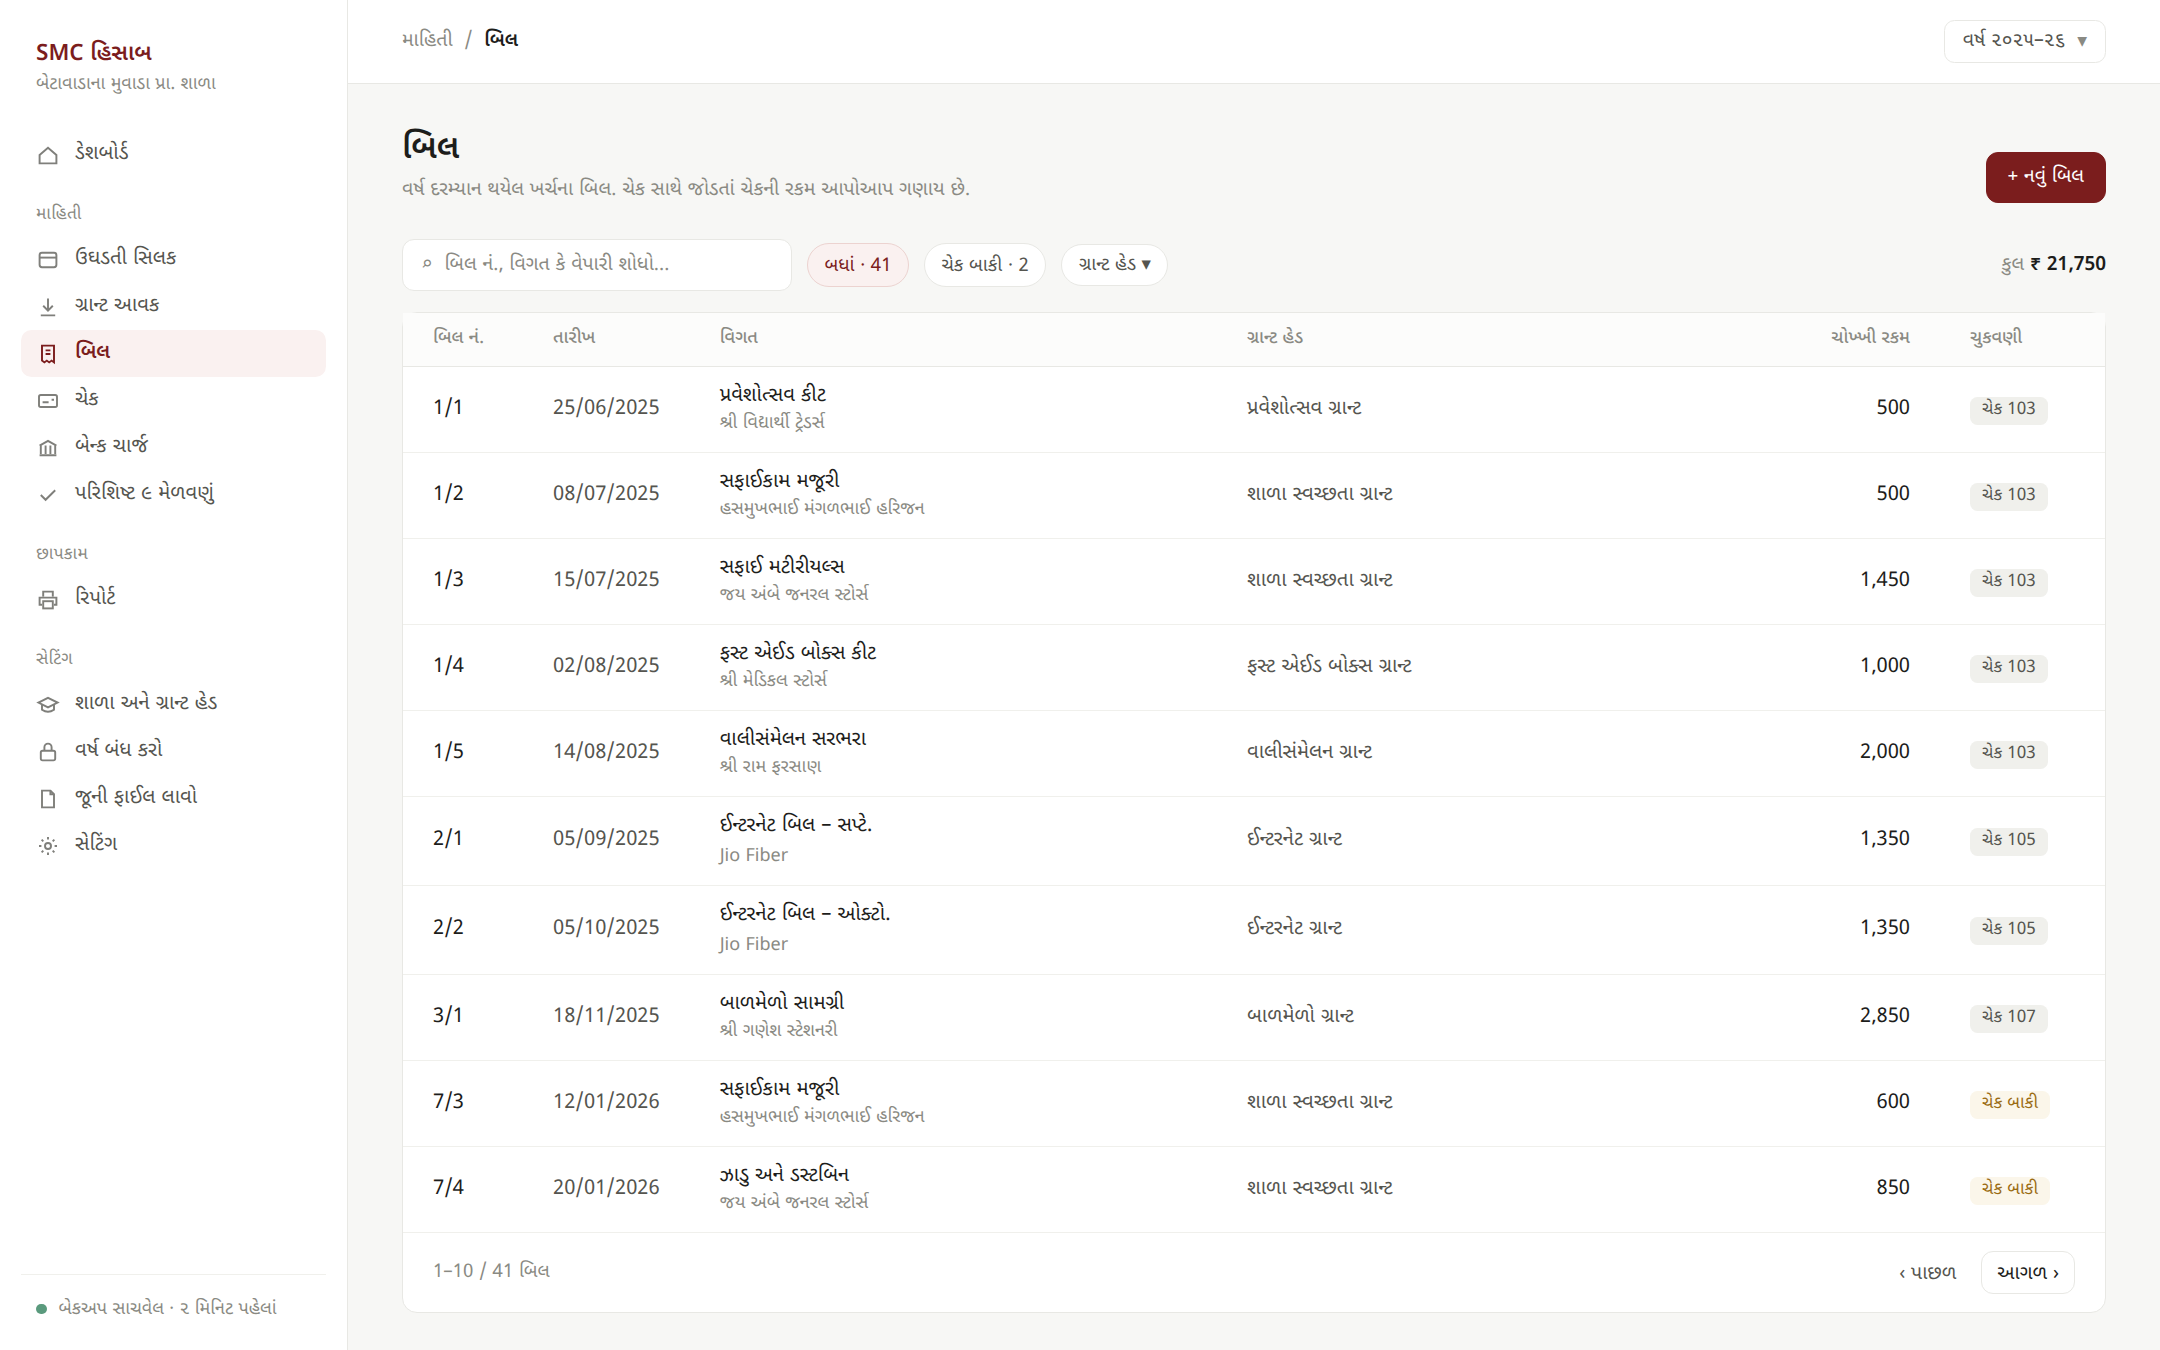 SMC હિસાબ
બેટાવાડાના મુવાડા પ્રા. શાળા
ડેશબોર્ડ
માહિતી
ઉઘડતી સિલક
ગ્રાન્ટ આવક
બિલ
ચેક
બેન્ક ચાર્જ
પરિશિષ્ટ ૯ મેળવણું
છાપકામ
રિપોર્ટ
સેટિંગ
શાળા અને ગ્રાન્ટ હેડ
વર્ષ બંધ કરો
જૂની ફાઈલ લાવો
સેટિંગ
બેકઅપ સાચવેલ · ૨ મિનિટ પહેલાં
માહિતી / બિલ
વર્ષ ૨૦૨૫–૨૬ ▼
બિલ
વર્ષ દરમ્યાન થયેલ ખર્ચના બિલ. ચેક સાથે જોડતાં ચેકની રકમ આપોઆપ ગણાય છે.
+ નવું બિલ
બિલ નં., વિગત કે વેપારી શોધો... બધાં · 41 ચેક બાકી · 2 ગ્રાન્ટ હેડ ▾ કુલ ₹ 21,750
બિલ નં. તારીખ વિગત ગ્રાન્ટ હેડ ચોખ્ખી રકમ ચુકવણી
1/1 25/06/2025 પ્રવેશોત્સવ કીટ પ્રવેશોત્સવ ગ્રાન્ટ 500 ચેક 103
શ્રી વિદ્યાર્થી ટ્રેડર્સ
1/2 08/07/2025 સફાઈકામ મજૂરી શાળા સ્વચ્છતા ગ્રાન્ટ 500 ચેક 103
હસમુખભાઈ મંગળભાઈ હરિજન
1/3 15/07/2025 સફાઈ મટીરીયલ્સ શાળા સ્વચ્છતા ગ્રાન્ટ 1,450 ચેક 103
જય અંબે જનરલ સ્ટોર્સ
1/4 02/08/2025 ફસ્ટ એઈડ બોક્સ કીટ ફસ્ટ એઈડ બોક્સ ગ્રાન્ટ 1,000 ચેક 103
શ્રી મેડિકલ સ્ટોર્સ
1/5 14/08/2025 વાલીસંમેલન સરભરા વાલીસંમેલન ગ્રાન્ટ 2,000 ચેક 103
શ્રી રામ ફરસાણ
2/1 05/09/2025 ઈન્ટરનેટ બિલ – સપ્ટે. ઈન્ટરનેટ ગ્રાન્ટ 1,350 ચેક 105
Jio Fiber
2/2 05/10/2025 ઈન્ટરનેટ બિલ – ઓક્ટો. ઈન્ટરનેટ ગ્રાન્ટ 1,350 ચેક 105
Jio Fiber
3/1 18/11/2025 બાળમેળો સામગ્રી બાળમેળો ગ્રાન્ટ 2,850 ચેક 107
શ્રી ગણેશ સ્ટેશનરી
7/3 12/01/2026 સફાઈકામ મજૂરી શાળા સ્વચ્છતા ગ્રાન્ટ 600 ચેક બાકી
હસમુખભાઈ મંગળભાઈ હરિજન
7/4 20/01/2026 ઝાડુ અને ડસ્ટબિન શાળા સ્વચ્છતા ગ્રાન્ટ 850 ચેક બાકી
જય અંબે જનરલ સ્ટોર્સ
1–10 / 41 બિલ ‹ પાછળ આગળ ›